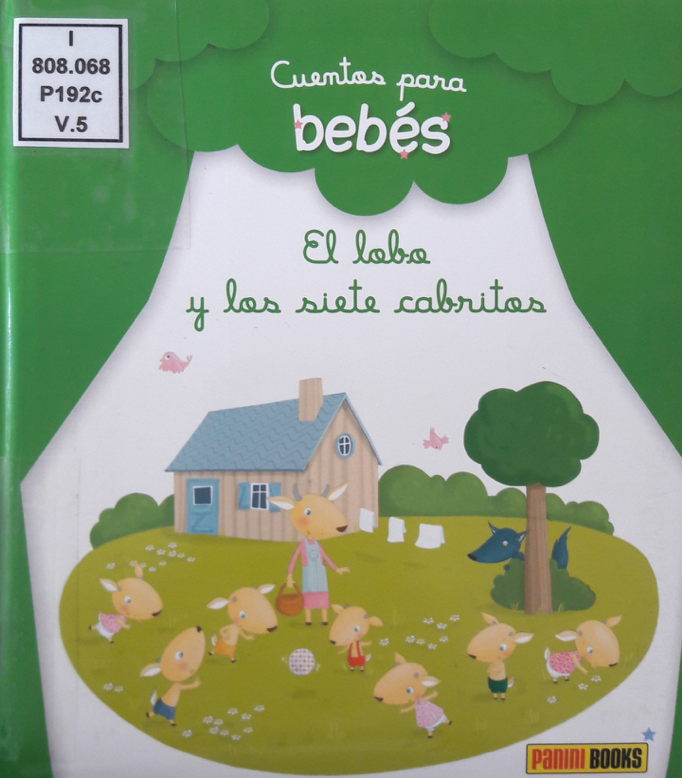 I
808.068
P192c
V.5
Cuentos para
bebés
El lobo
y los siete cabritos
PANINI BOOKS